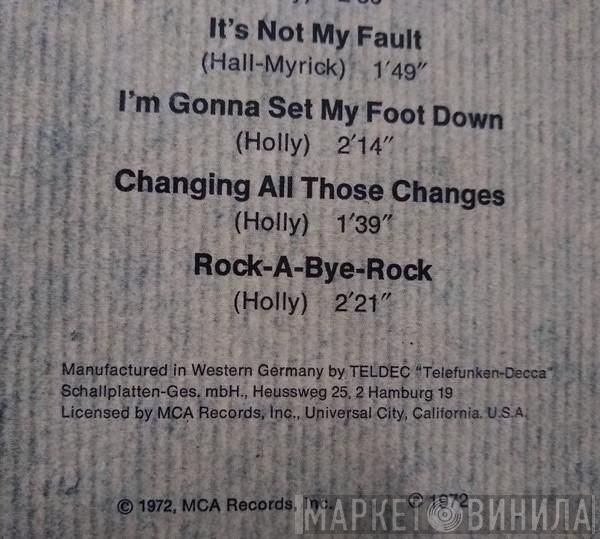 It's Not My Fault
(Hall-Myrick) 1'49"
I'm Gonna Set My Foot Down
(Holly) 2'14"
Changing All Those Changes
(Holly) 1'39"
Rock-A-Bye-Rock
(Holly) 2'21"
Manufactured in Western Germany by TELDEC "Telefunken-Decca"
Schallplatten-Ges. mbH., Heussweg 25, 2 Hamburg 19
Licensed by MCA Records, Inc., Universal City, California. U.S.A.
© 1972, MCA Records, Inc. ℗ 1972
МАРКЕТ ВИНИЛА